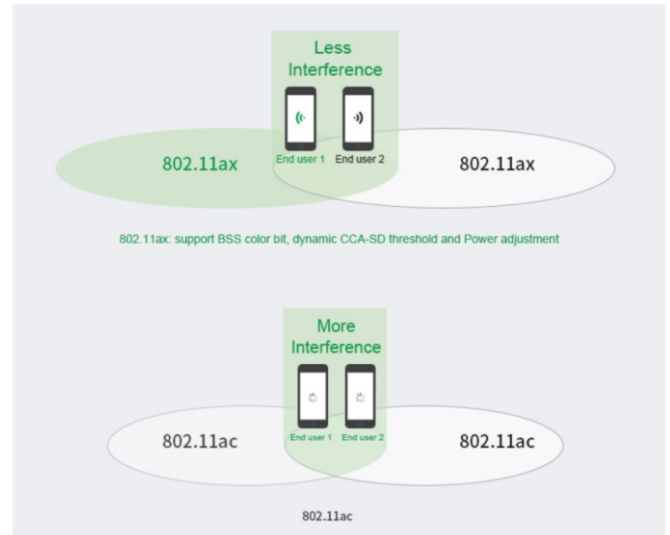 Less
Interference
End user 1 End user 2
802.11ax 802.11ax
802.11ax: support BSS color bit, dynamic CCA-SD threshold and Power adjustment
More
Interference
End user 1 End user 2
802.11ac 802.11ac
802.11ac